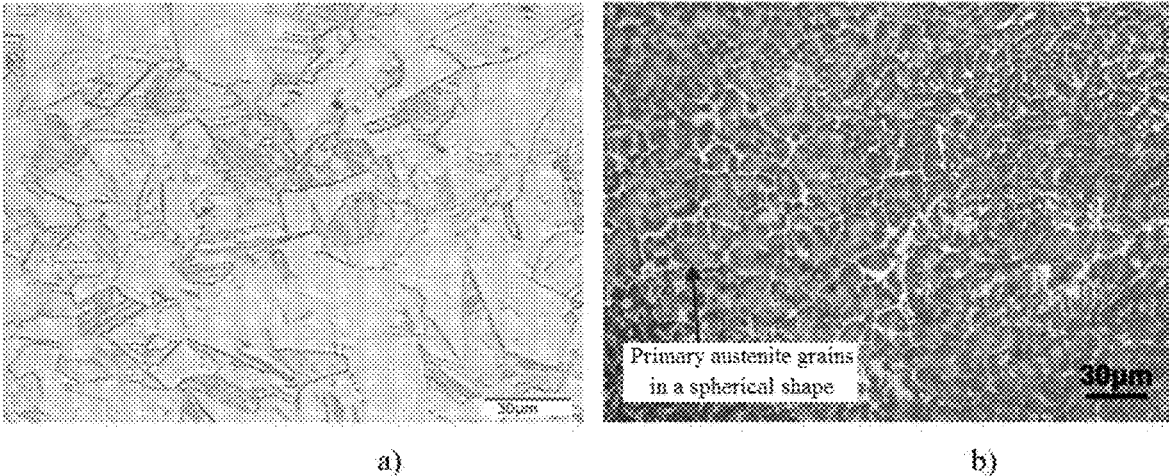 30μm
Primary austenite grains
in a spherical shape
30μm
a)
b)